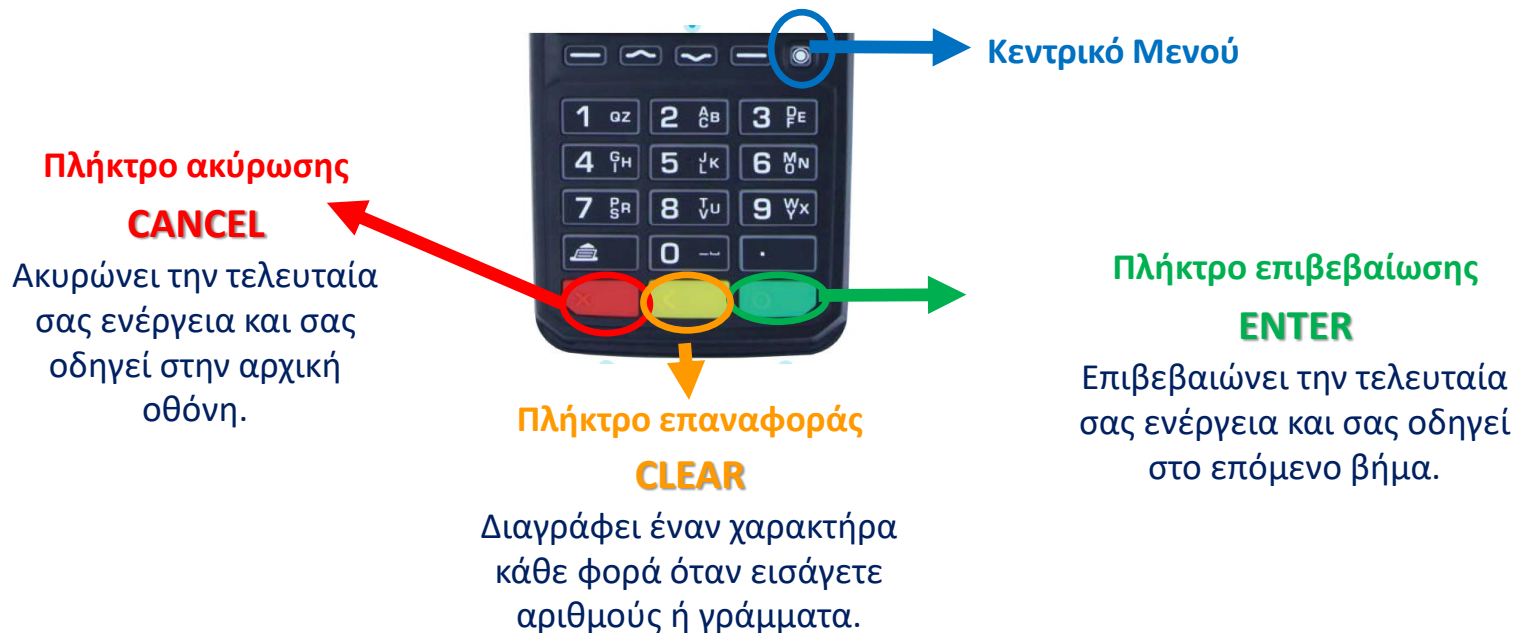 Κεντρικό Μενού
1 QZ 2 ABC 3 DEF
4 GHI 5 JKL 6 MNO
7 PRS 8 TUV 9 WXY
0 .
Πλήκτρο ακύρωσης
CANCEL
Ακυρώνει την τελευταία
σας ενέργεια και σας
οδηγεί στην αρχική
οθόνη.
Πλήκτρο επαναφοράς
CLEAR
Διαγράφει έναν χαρακτήρα
κάθε φορά όταν εισάγετε
αριθμούς ή γράμματα.
Πλήκτρο επιβεβαίωσης
ENTER
Επιβεβαιώνει την τελευταία
σας ενέργεια και σας οδηγεί
στο επόμενο βήμα.